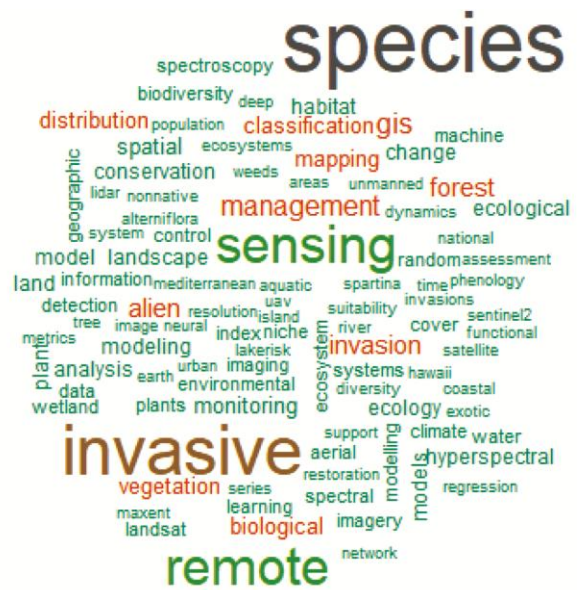 species
spectroscopy
biodiversity deep habitat
distribution population classification gis
spatial ecosystems machine
conservation weeds mapping change
geographic
lidar nonnative areas unmanned forest
alterniflora management dynamics ecological
system control sensing national
model landscape random assessment
land information mediterranean aquatic spartina time phenology
detection alien resolution uav suitability invasions
tree image neural island river cover sentinel2
metrics modeling index niche invasion functional
plant lakerisk ecosystem satellite
analysis earth urban imaging systems hawaii
data environmental diversity coastal
wetland plants monitoring ecology exotic
invasive support modelling climate water
aerial hyperspectral
vegetation series restoration models regression
maxent learning spectral
landsat biological imagery
remote network